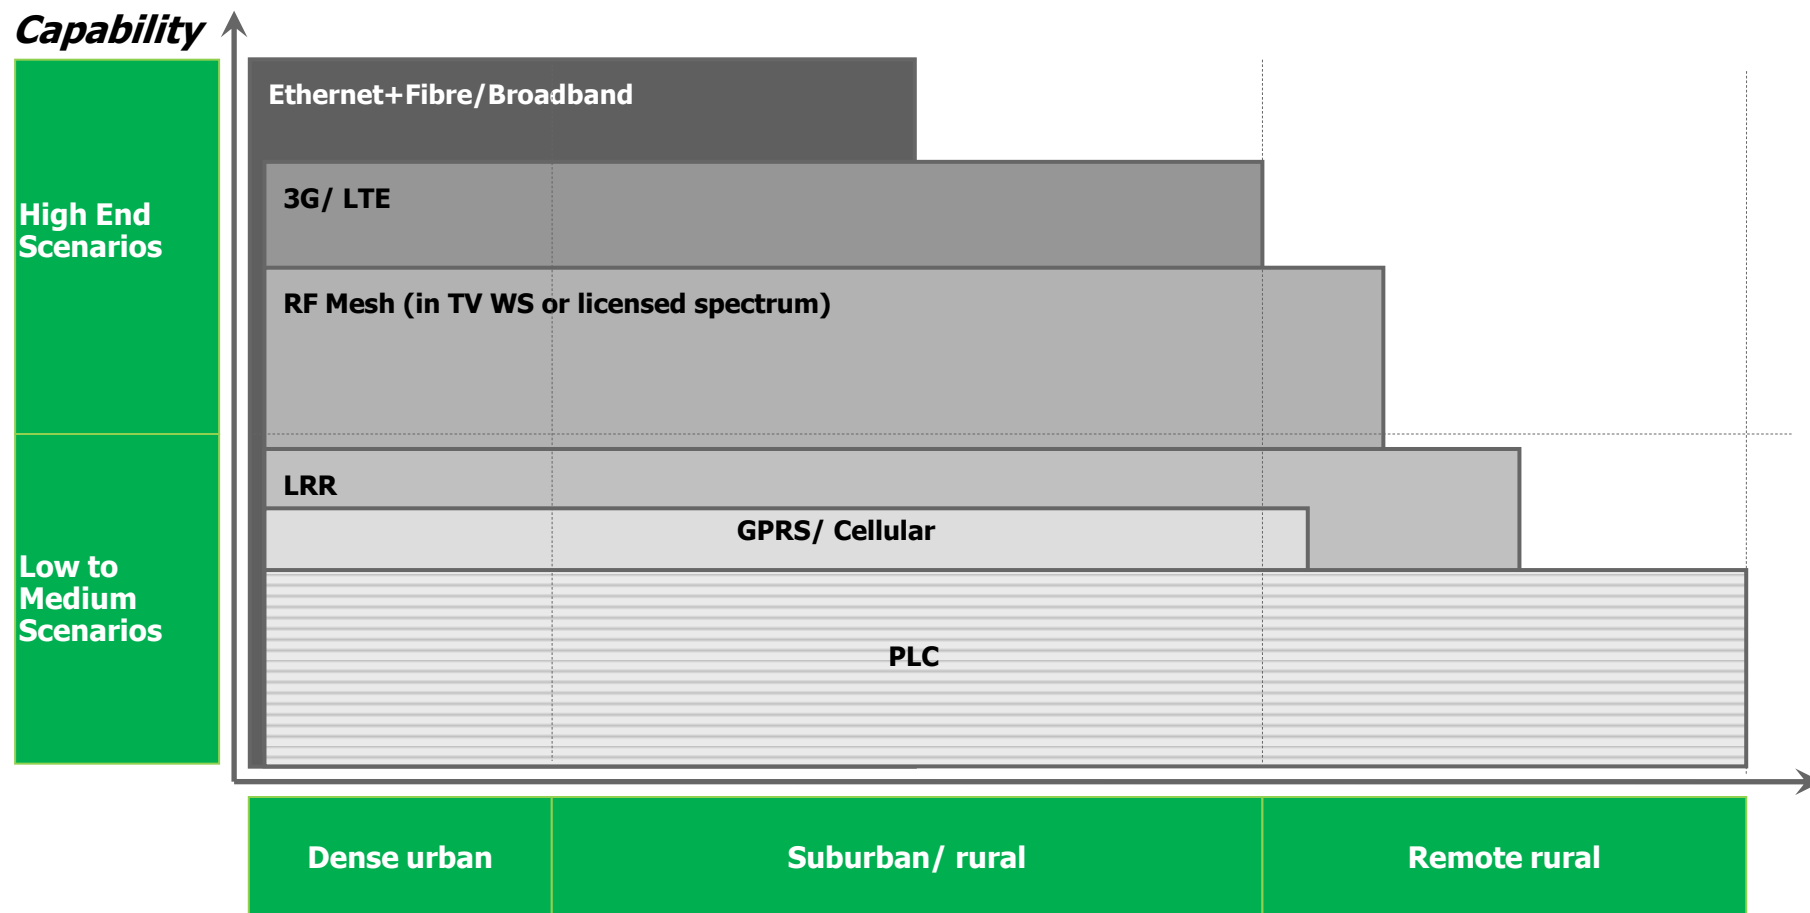 Capability
Ethernet+Fibre/Broadband
3G/ LTE
High End
Scenarios
RF Mesh (in TV WS or licensed spectrum)
LRR
GPRS/ Cellular
Low to
Medium
Scenarios
PLC
Dense urban
Suburban/ rural
Remote rural